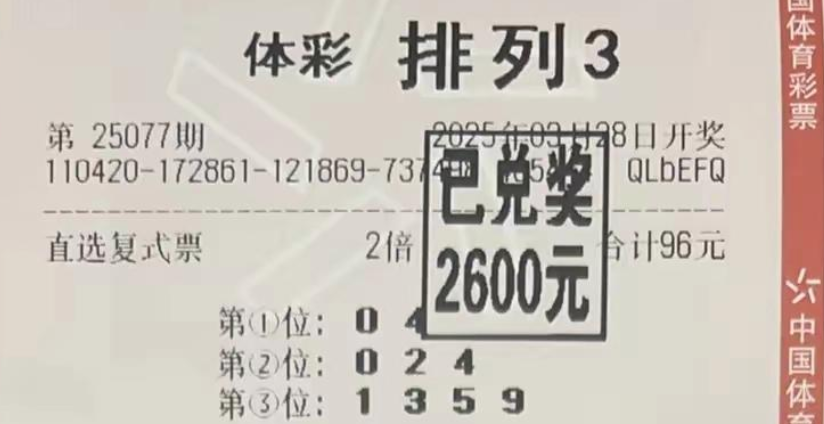 体彩 排列3
第 25077期
2025年03月28日开奖
110420-172861-121869-737
QLbEFQ
已兑奖
2600元
直选复式票 2倍 合计96元
第①位: 0 4
第②位: 0 2 4
第③位: 1 3 5 9
国体育彩票
中国体育